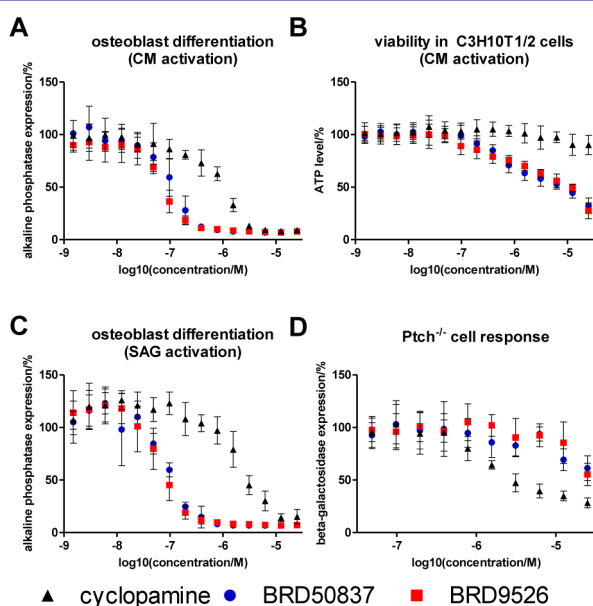 A
osteoblast differentiation
(CM activation)
alkaline phosphatase expression/%
150
100
50
0
-9 -8 -7 -6 -5
log10(concentration/M)
B
viability in C3H10T1/2 cells
(CM activation)
ATP level/%
150
100
50
0
-9 -8 -7 -6 -5
log10(concentration/M)
C
osteoblast differentiation
(SAG activation)
alkaline phosphatase expression/%
150
100
50
0
-9 -8 -7 -6 -5
log10(concentration/M)
D
Ptch-/- cell response
beta-galactosidase expression/%
150
100
50
0
-7 -6 -5
log10(concentration/M)
cyclopamine BRD50837 BRD9526